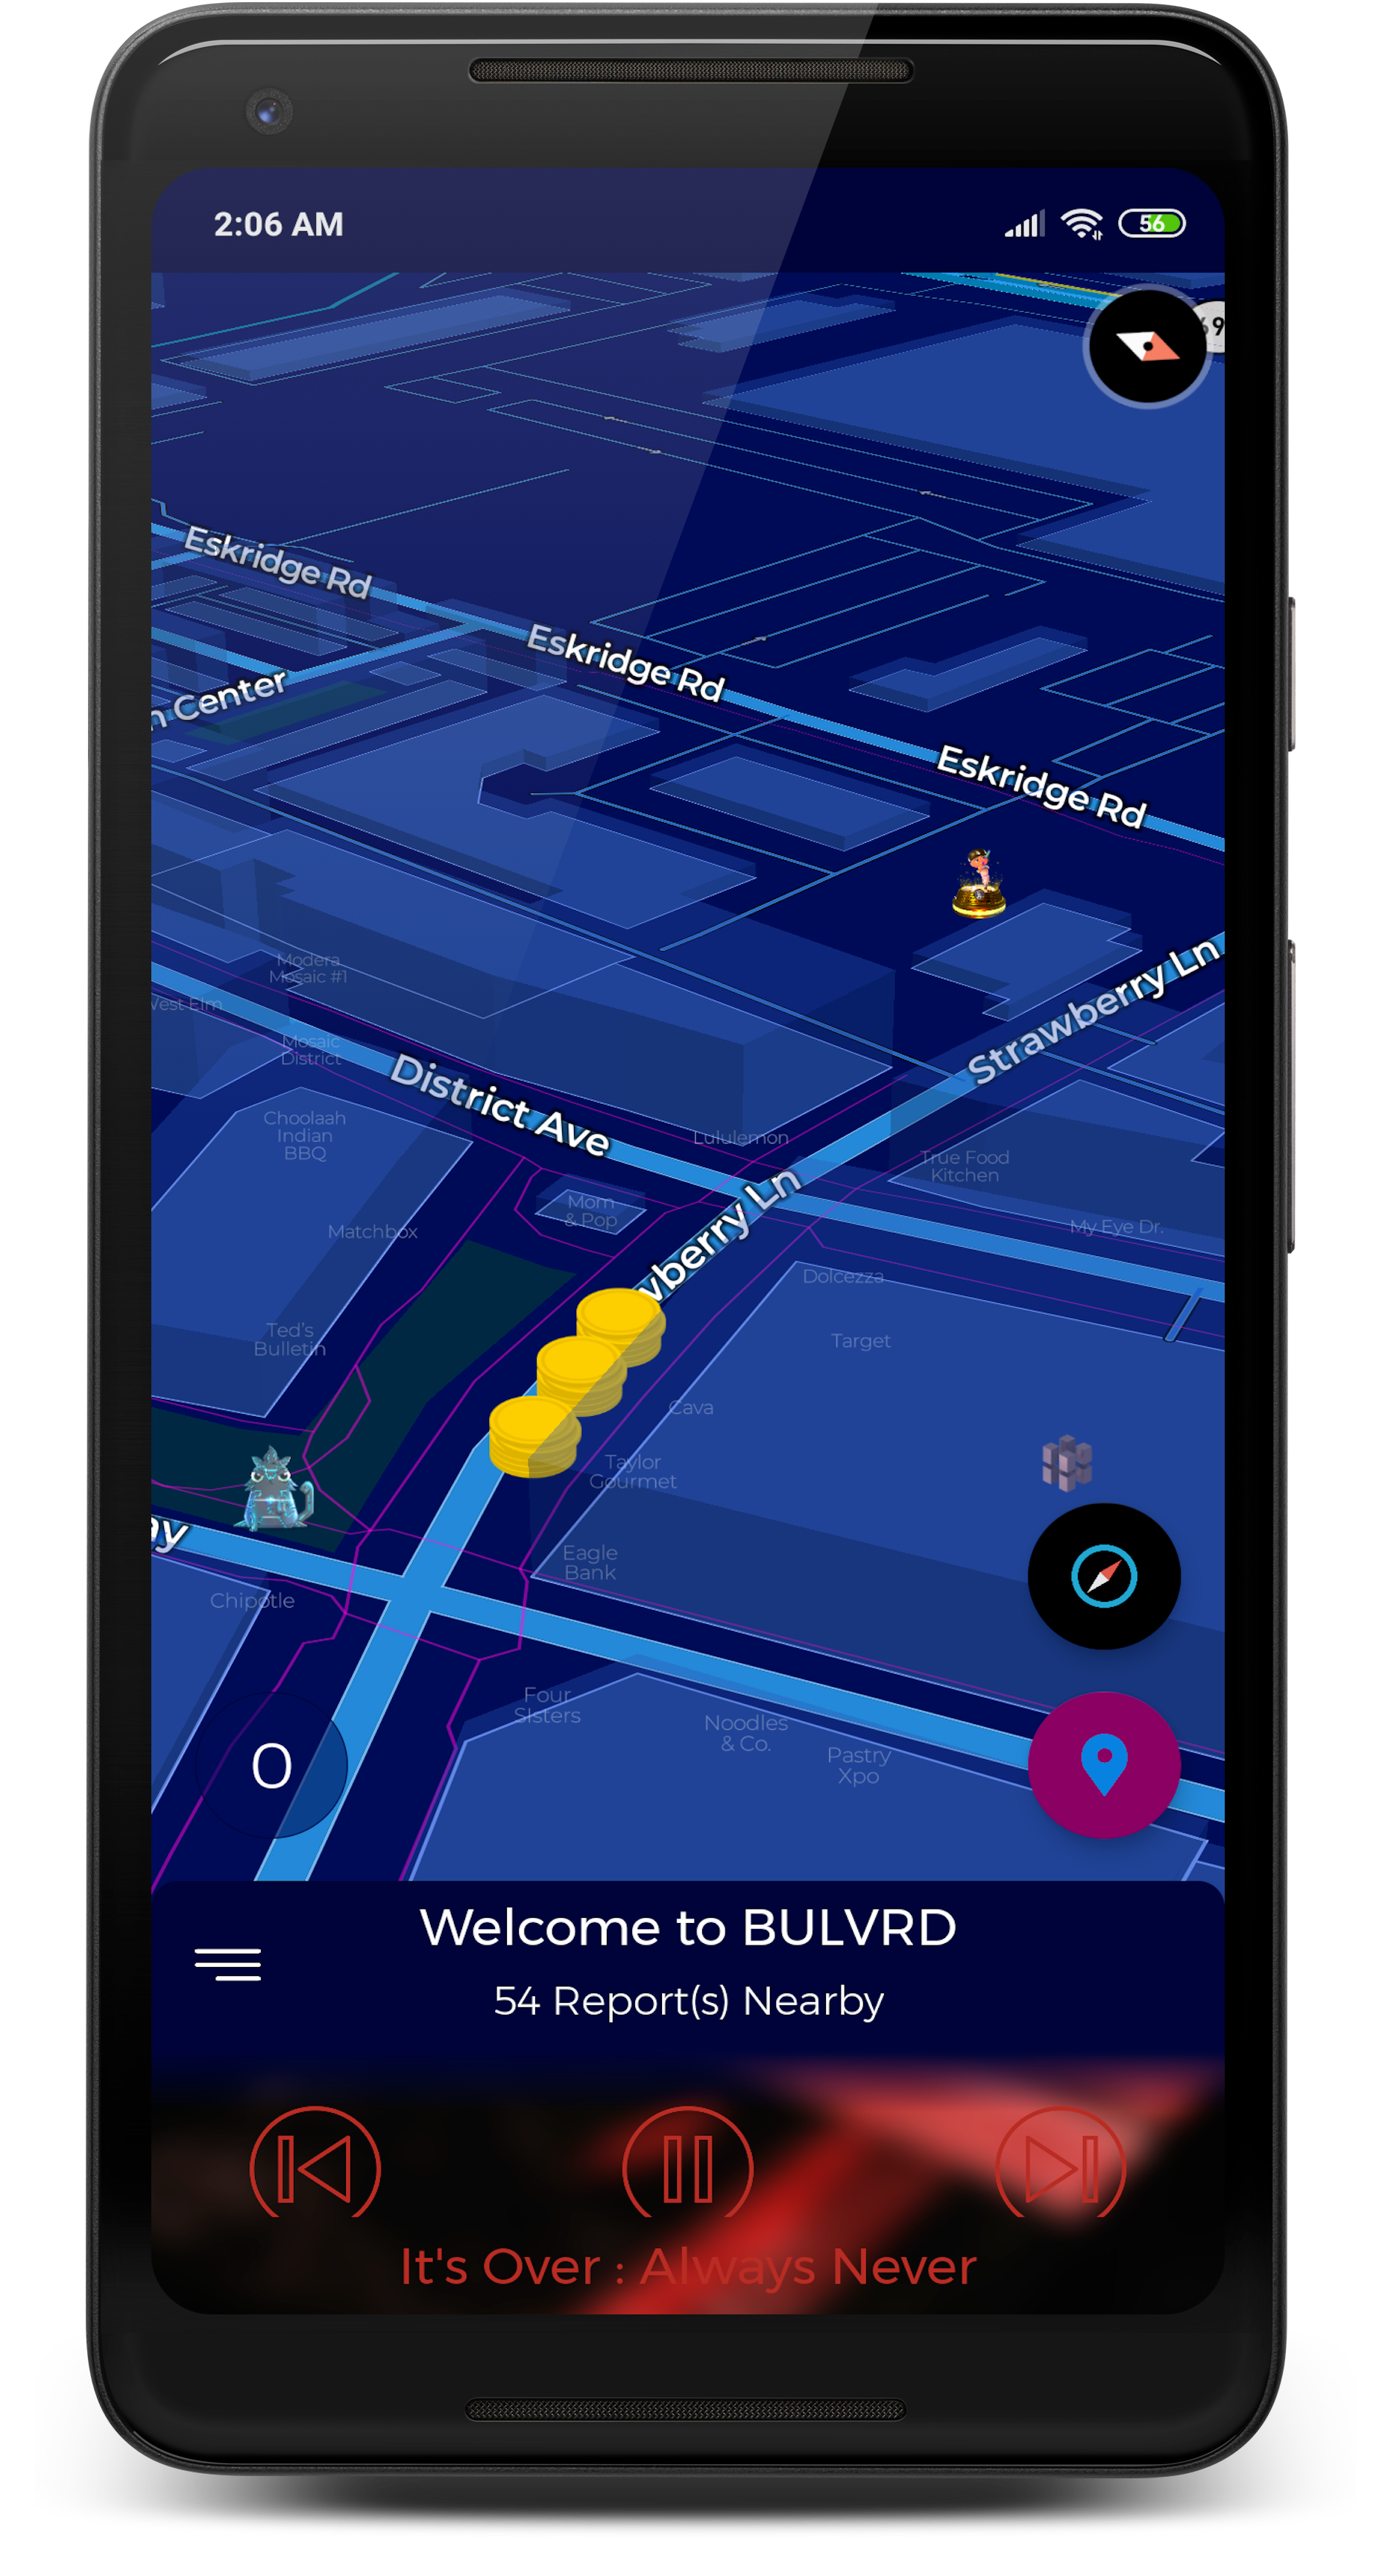 2:06 AM
56
69
Eskridge Rd
Eskridge Rd
n Center
Eskridge Rd
Strawberry Ln
Modera
Mosaic #1
West Elm
Mosaic
District
District Ave
Choolaah
Indian
BBQ
Lululemon
True Food
Kitchen
Mom
& Pop
wberry Ln
Matchbox
My Eye Dr.
Dolcezza
Ted's
Bulletin
Target
Cava
Taylor
Gourmet
ay
Eagle
Bank
Chipotle
Four
SIsters
Noodles
& Co.
Pastry
Xpo
0
Welcome to BULVRD
54 Report(s) Nearby
It's Over : Always Never